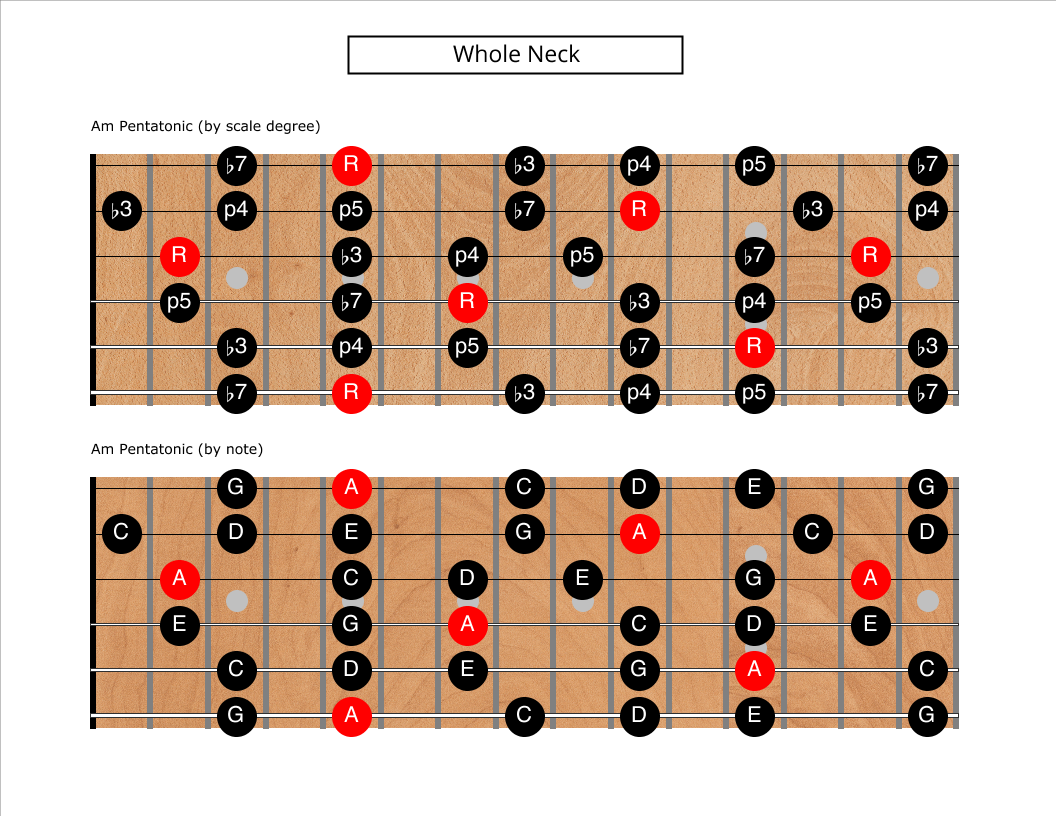 Whole Neck
Am Pentatonic (by scale degree)
♭7 R ♭3 p4 p5 ♭7
♭3 p4 p5 ♭7 R ♭3 p4
R ♭3 p4 p5 ♭7 R
p5 ♭7 R ♭3 p4 p5
♭3 p4 p5 ♭7 R ♭3
♭7 R ♭3 p4 p5 ♭7
Am Pentatonic (by note)
G A C D E G
C D E G A C D
A C D E G A
E G A C D E
C D E G A C
G A C D E G